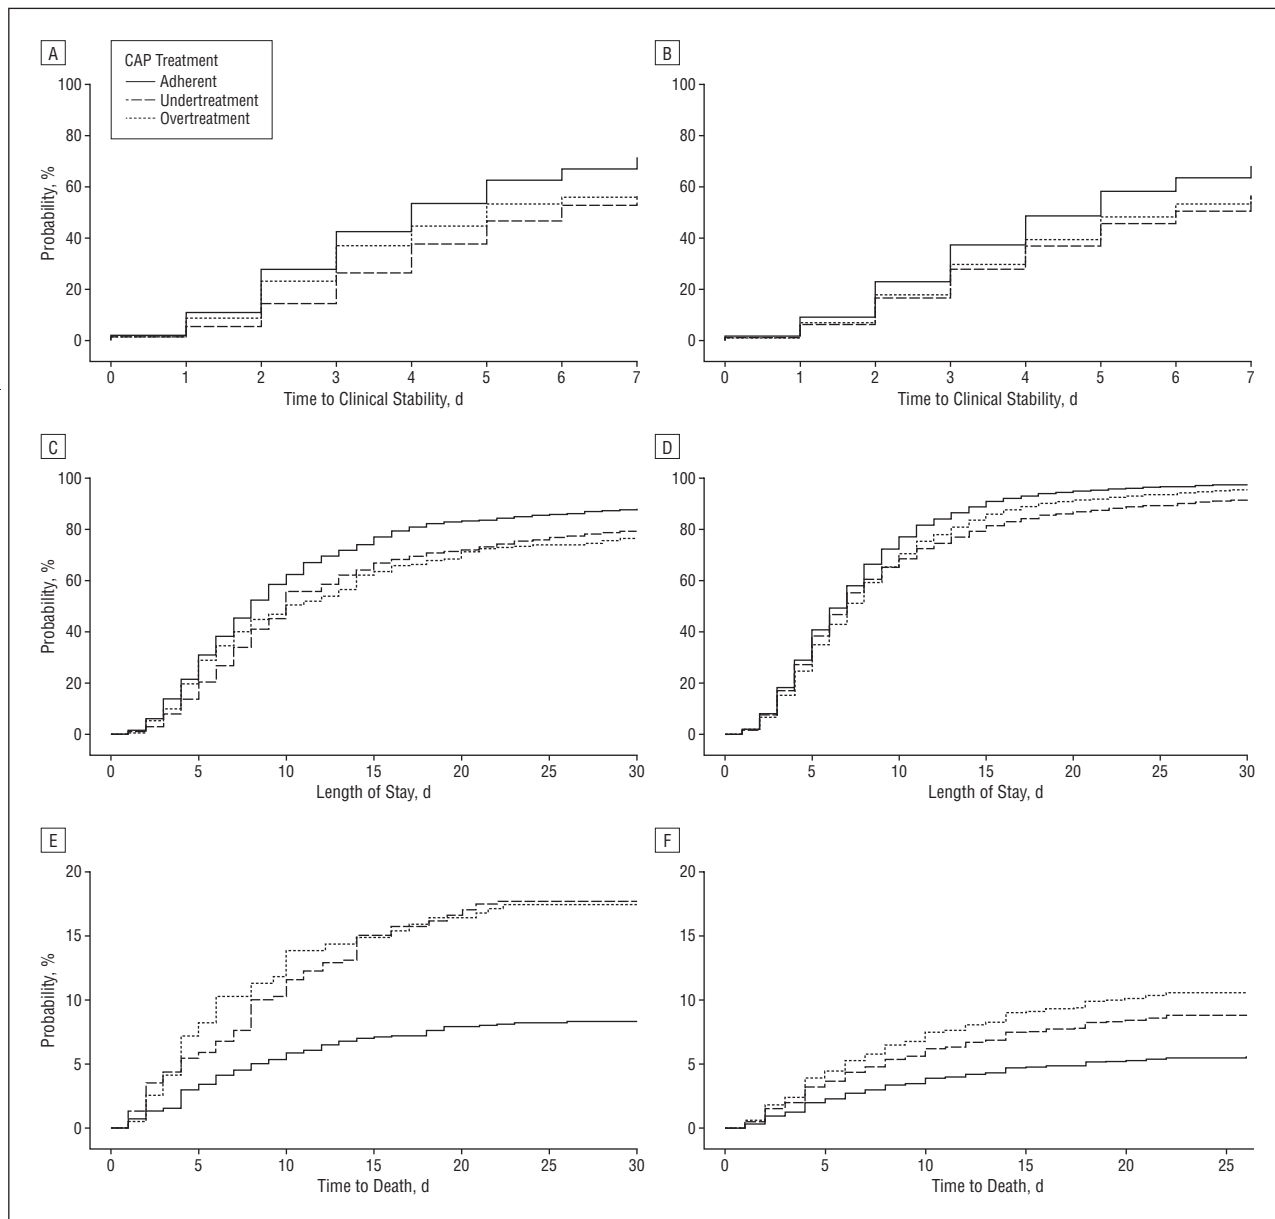 A
CAP Treatment
Adherent
Undertreatment
Overtreatment
100
80
60
40
20
0
Probability, %
0 1 2 3 4 5 6 7
Time to Clinical Stability, d
B
100
80
60
40
20
0
0 1 2 3 4 5 6 7
Time to Clinical Stability, d
C
100
80
60
40
20
0
Probability, %
0 5 10 15 20 25 30
Length of Stay, d
D
100
80
60
40
20
0
0 5 10 15 20 25 30
Length of Stay, d
E
20
15
10
5
0
Probability, %
0 5 10 15 20 25 30
Time to Death, d
F
20
15
10
5
0
0 5 10 15 20 25
Time to Death, d